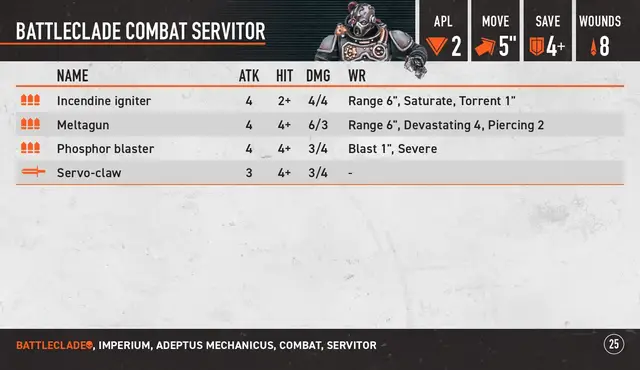 BATTLECLADE COMBAT SERVITOR
APL MOVE SAVE WOUNDS
2 5" 4+ 8
NAME ATK HIT DMG WR
Incendine igniter 4 2+ 4/4 Range 6", Saturate, Torrent 1"
Meltagun 4 4+ 6/3 Range 6", Devastating 4, Piercing 2
Phosphor blaster 4 4+ 3/4 Blast 1", Severe
Servo-claw 3 4+ 3/4 -
BATTLECLADE, IMPERIUM, ADEPTUS MECHANICUS, COMBAT, SERVITOR
25